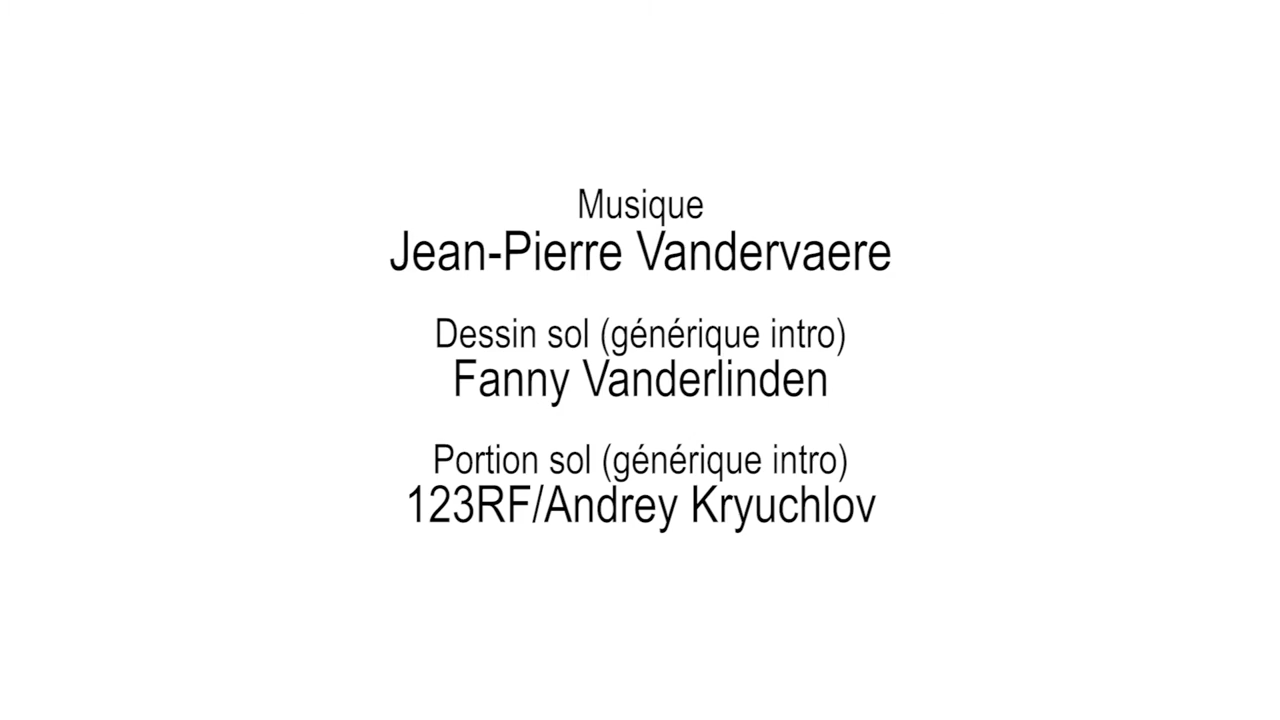 Musique
Jean-Pierre Vandervaere
Dessin sol (générique intro)
Fanny Vanderlinden
Portion sol (générique intro)
123RF/Andrey Kryuchlov